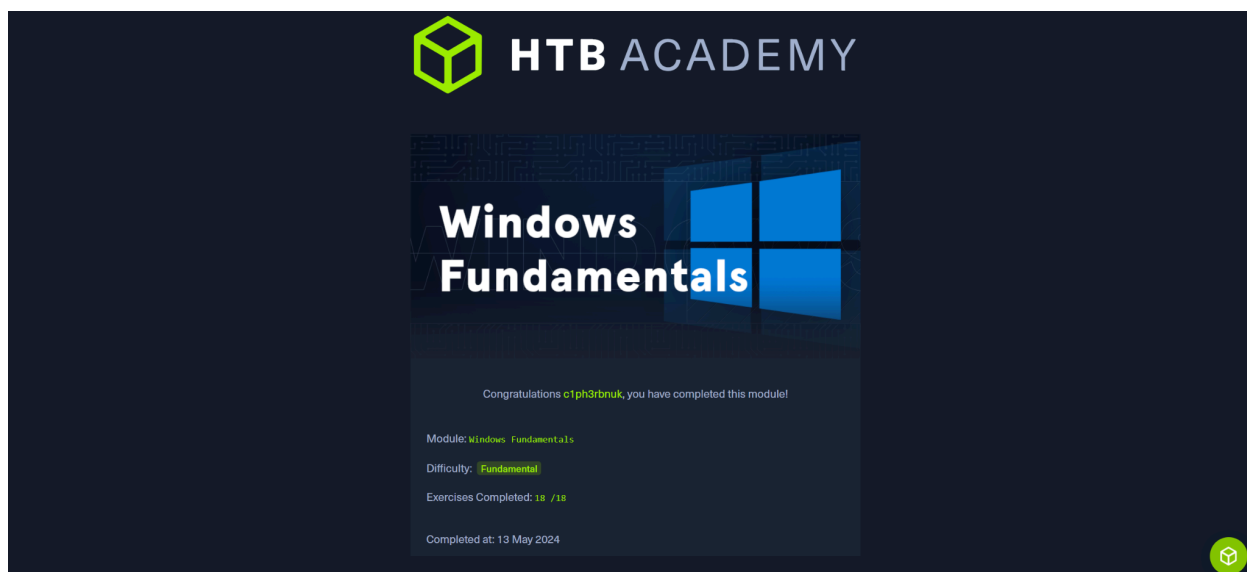 HTB ACADEMY
Windows
Fundamentals
Congratulations c1ph3rbnuk, you have completed this module!
Module: Windows Fundamentals
Difficulty: Fundamental
Exercises Completed: 18 /18
Completed at: 13 May 2024